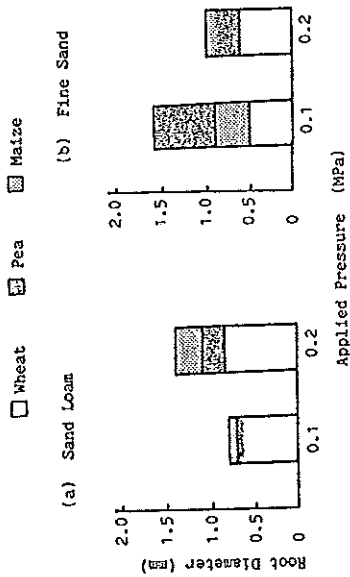 Wheat Pea Maize
(a) Sand Loam
(b) Fine Sand
Root Diameter (mm)
2.0
1.5
1.0
0.5
0
0.1 0.2
2.0
1.5
1.0
0.5
0
0.1 0.2
Applied Pressure (MPa)